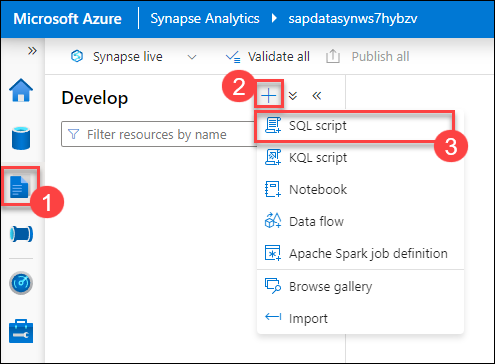 Microsoft Azure Synapse Analytics sapdatasynws7hybzv
Synapse live Validate all Publish all
Develop
2
Filter resources by name
SQL script
3
KQL script
1
Notebook
Data flow
Apache Spark job definition
Browse gallery
Import